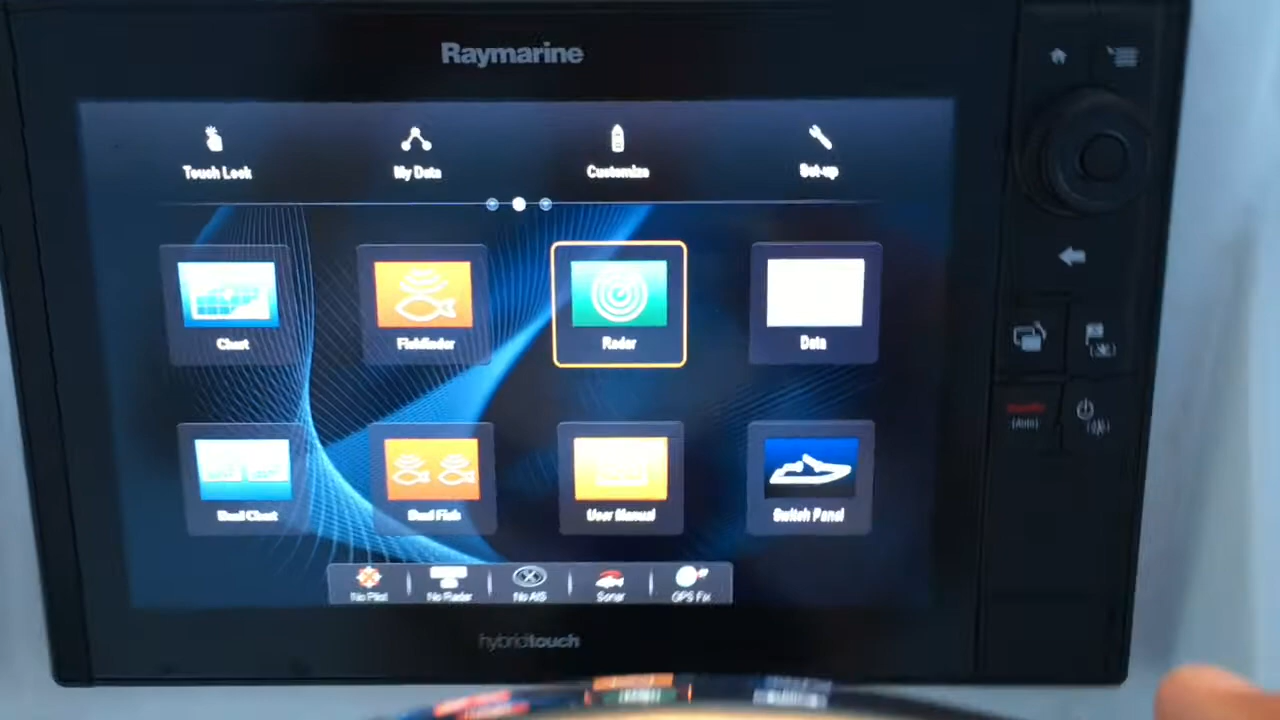 Raymarine
Touch Lock My Data Customize Set-up
Chart Fishfinder Radar Data
Dual Chart Dual Fish User Manual Switch Panel
No Pilot No Radar No AIS Sonar GPS Fix
(Auto)
hybridtouch